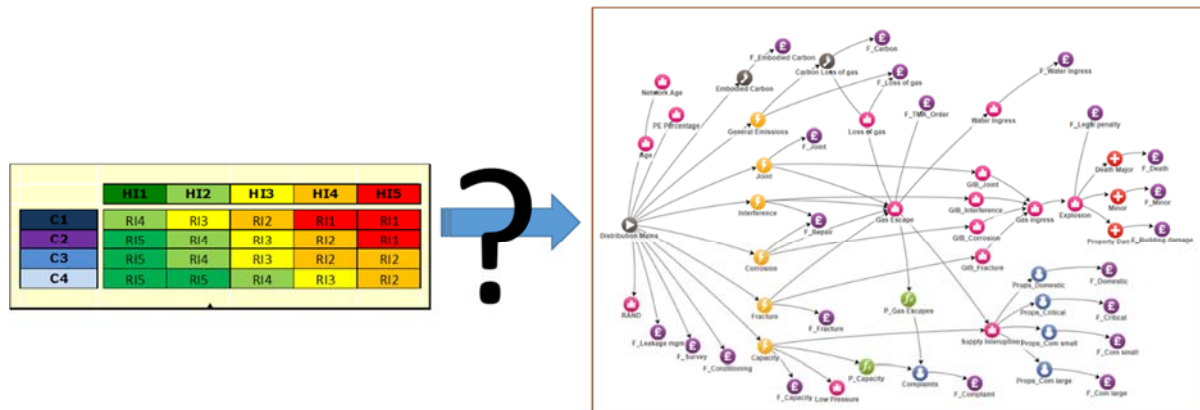 HI1 HI2 HI3 HI4 HI5
C1 RI4 RI3 RI2 RI1 RI1
C2 RI5 RI4 RI3 RI2 RI1
C3 RI5 RI4 RI3 RI2 RI2
C4 RI5 RI5 RI4 RI3 RI2
?
F_Embodied Carbon
F_Carbon
Carbon Loss of gas
Embodied Carbon
F_Loss of gas
F_Water Ingress
Network Age
PE Percentage
Age
General Emissions
Loss of gas
F_TMA_Order
Water Ingress
F_Legal penalty
F_Joint
Joint
GIB_Joint
Death Major
F_Death
Interference
GIB_Interference
Minor
F_Minor
Distribution Mains
F_Repair
Gas Escape
Gas Ingress
Explosion
GIB_Corrosion
Property Dam
F_Building damage
Corrosion
GIB_Fracture
Props_Domestic
F_Domestic
RAND
Fracture
F_Fracture
P_Gas Escapes
Props_Critical
F_Critical
F_Leakage mgm
F_Survey
F_Conditioning
Capacity
Supply Interuption
Props_Com small
F_Com small
F_Capacity
Low Pressure
P_Capacity
Complaints
F_Complaint
Props_Com large
F_Com large